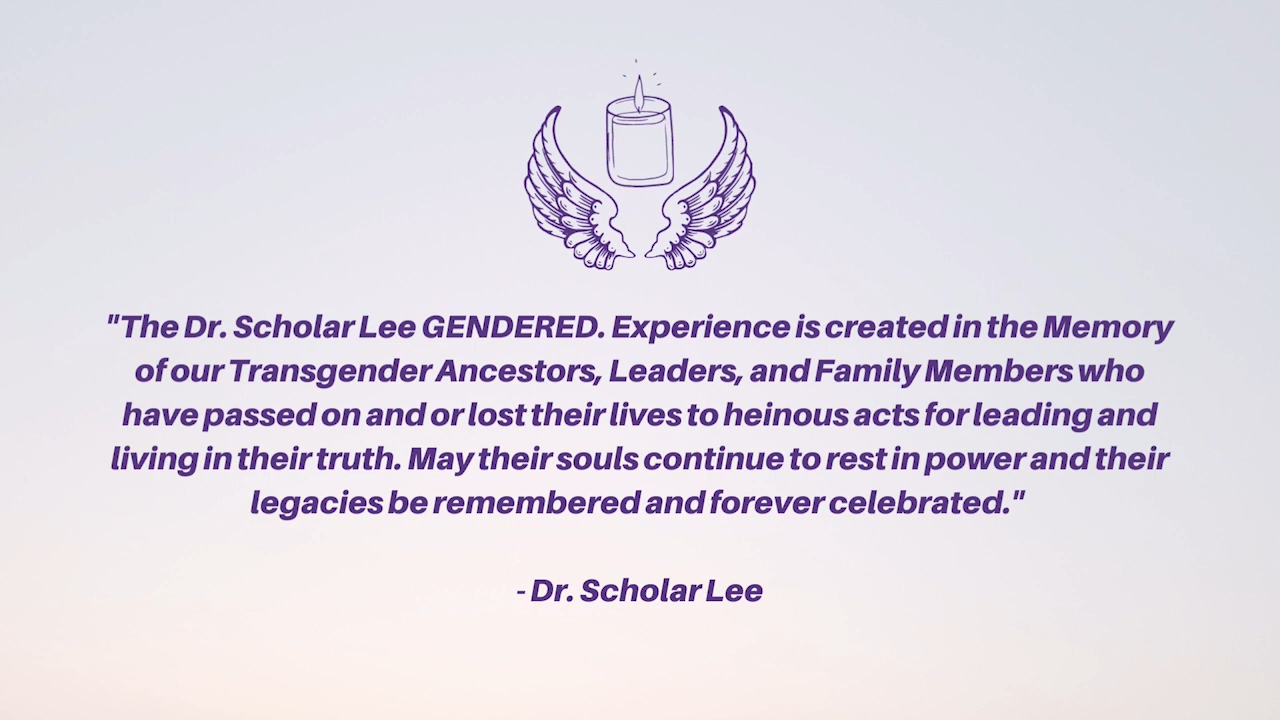 "The Dr. Scholar Lee GENDERED. Experience is created in the Memory
of our Transgender Ancestors, Leaders, and Family Members who
have passed on and or lost their lives to heinous acts for leading and
living in their truth. May their souls continue to rest in power and their
legacies be remembered and forever celebrated."
- Dr. Scholar Lee